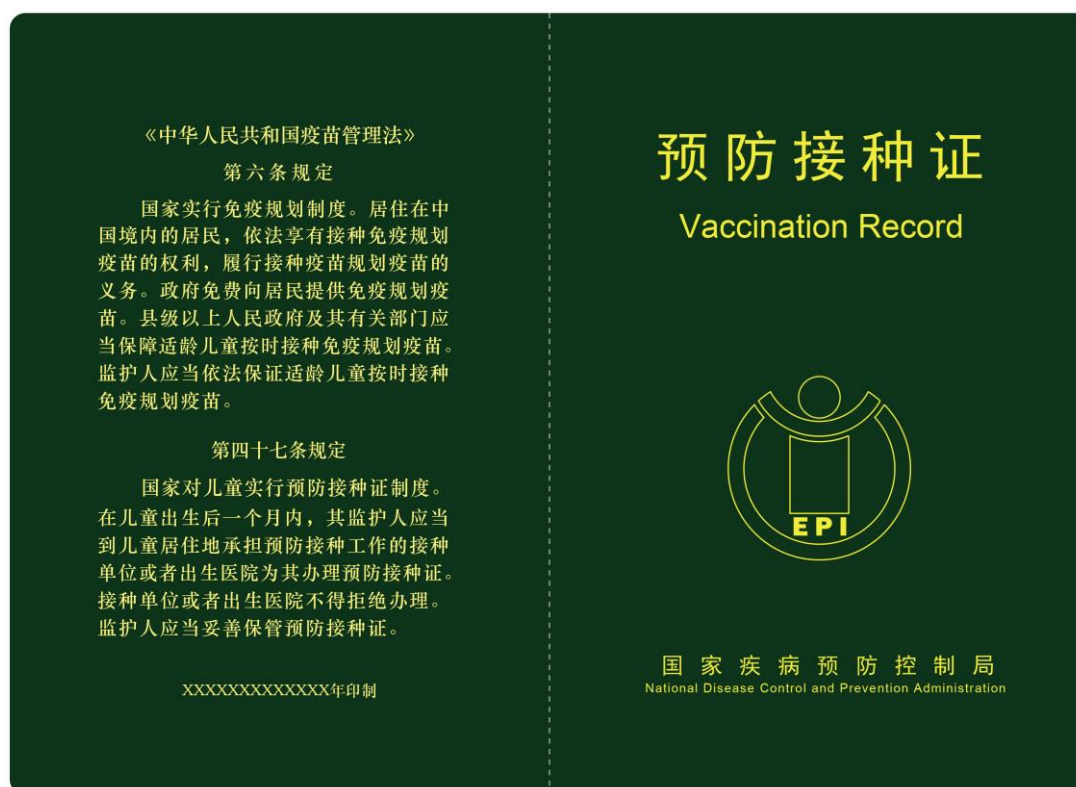 《中华人民共和国疫苗管理法》
第六条规定
国家实行免疫规划制度。居住在中
国境内的居民，依法享有接种免疫规划
疫苗的权利，履行接种疫苗规划疫苗的
义务。政府免费向居民提供免疫规划疫
苗。县级以上人民政府及其有关部门应
当保障适龄儿童按时接种免疫规划疫苗。
监护人应当依法保证适龄儿童按时接种
免疫规划疫苗。
第四十七条规定
国家对儿童实行预防接种证制度。
在儿童出生后一个月内，其监护人应当
到儿童居住地承担预防接种工作的接种
单位或者出生医院为其办理预防接种证。
接种单位或者出生医院不得拒绝办理。
监护人应当妥善保管预防接种证。
XXXXXXXXXXXXX年印制
预防接种证
Vaccination Record
EPI
国家疾病预防控制局
National Disease Control and Prevention Administration